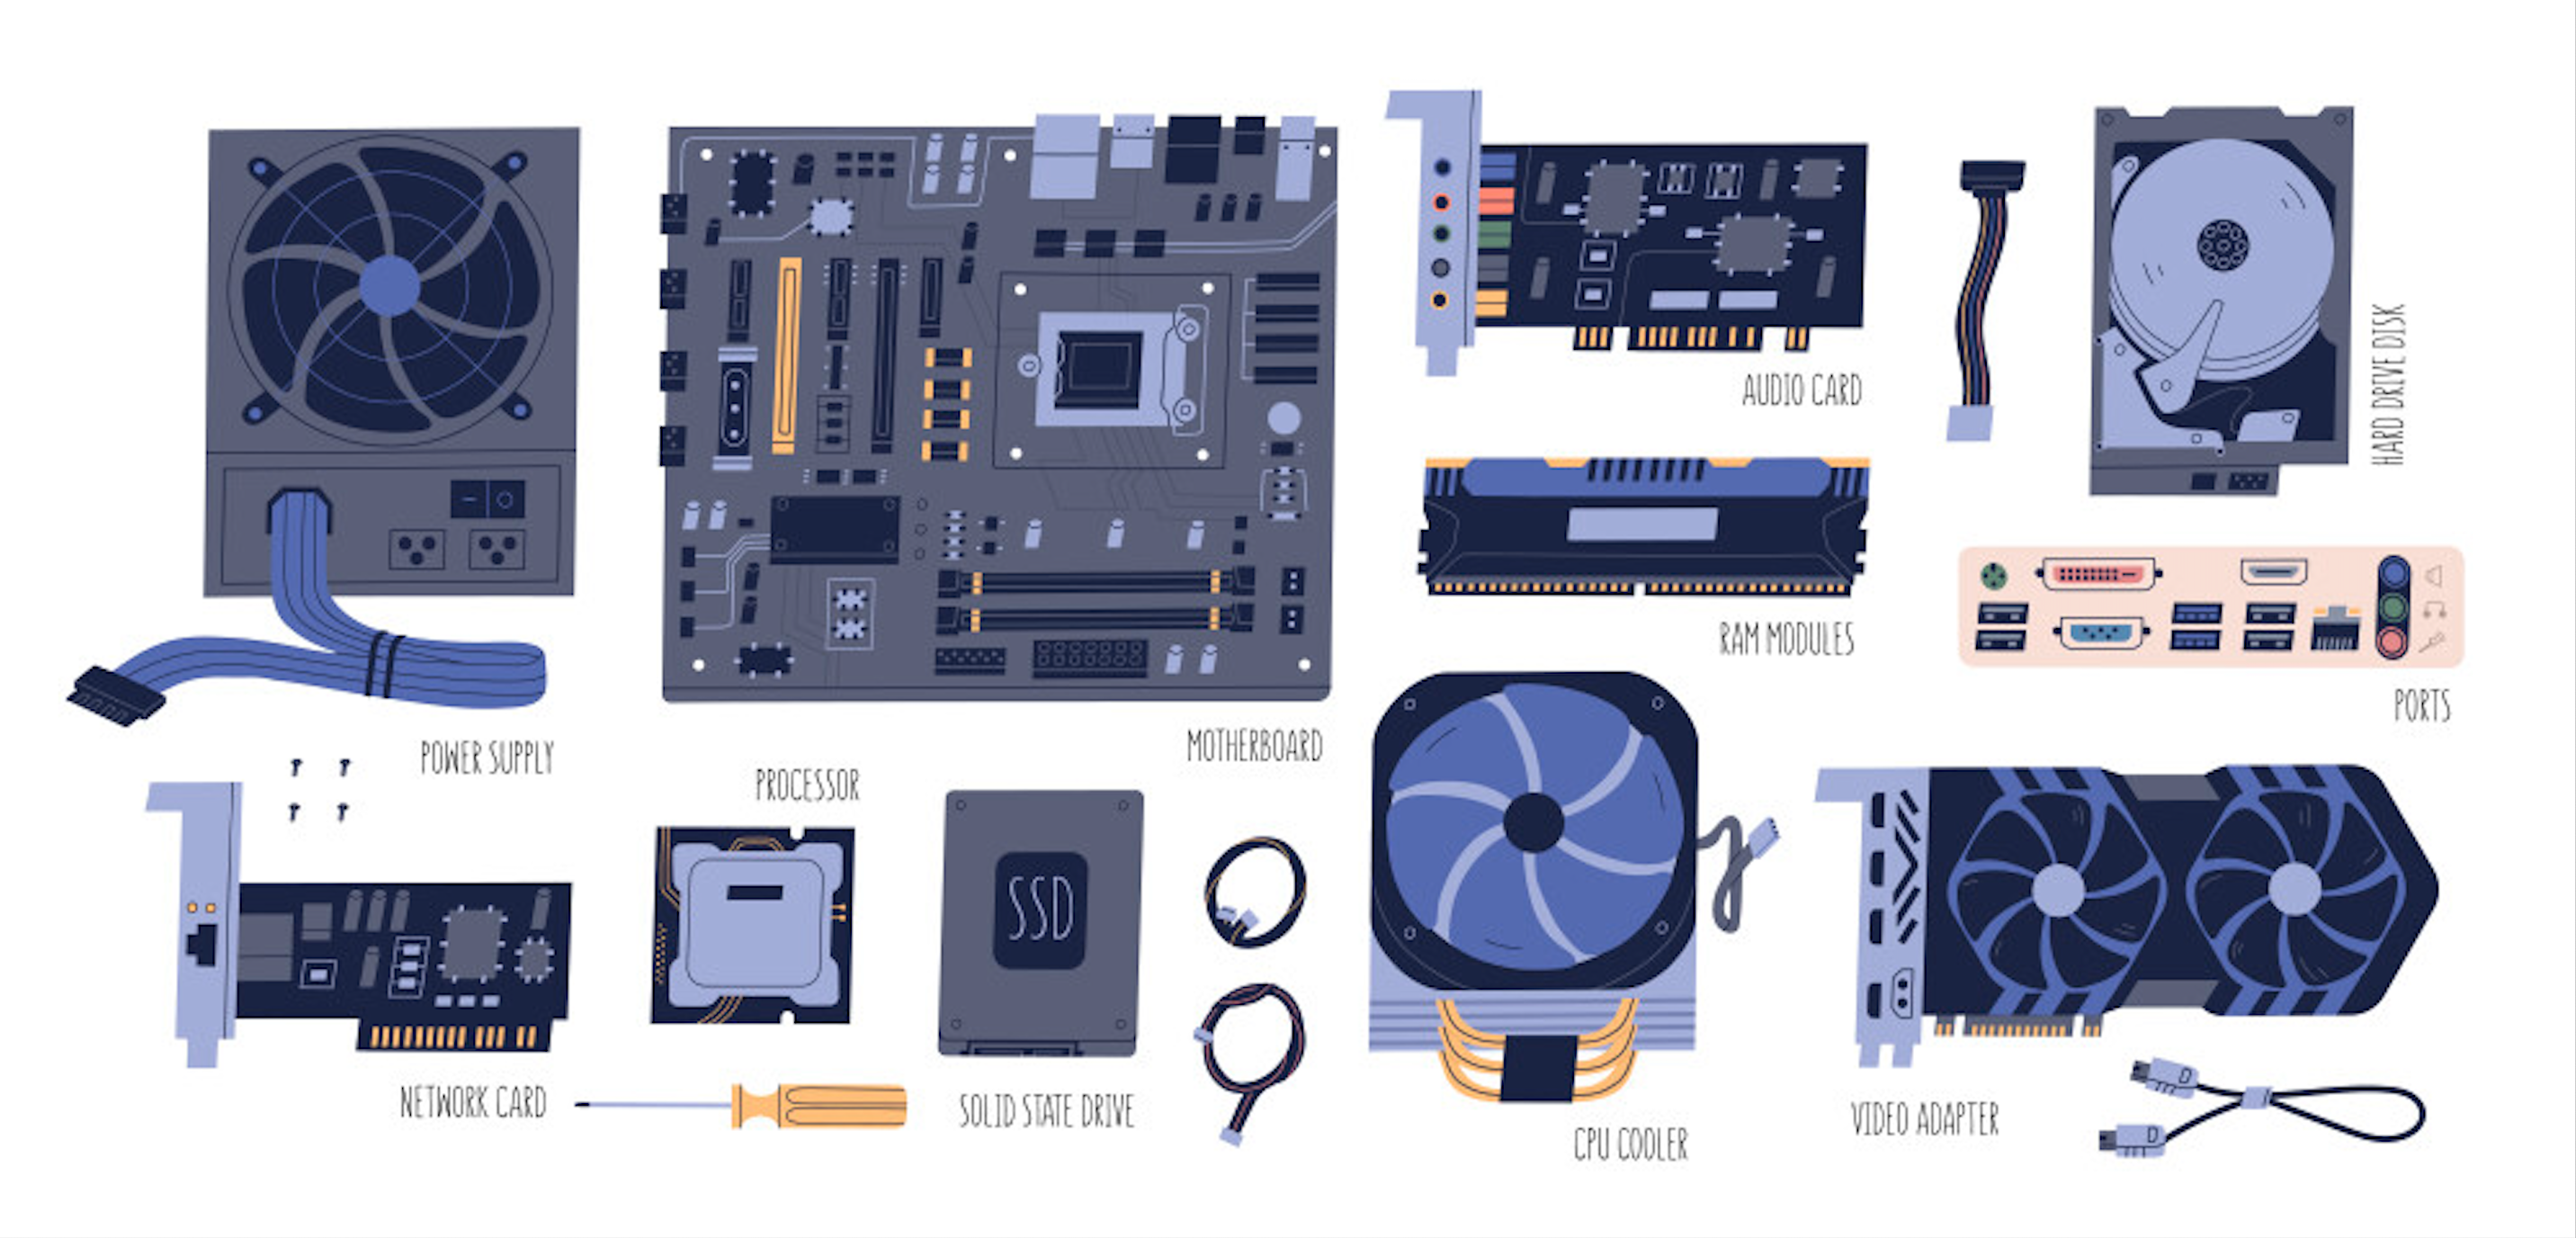 AUDIO CARD
HARD DRIVE DISK
RAM MODULES
PORTS
POWER SUPPLY
MOTHERBOARD
PROCESSOR
SSD
NETWORK CARD
SOLID STATE DRIVE
CPU COOLER
VIDEO ADAPTER
D
D